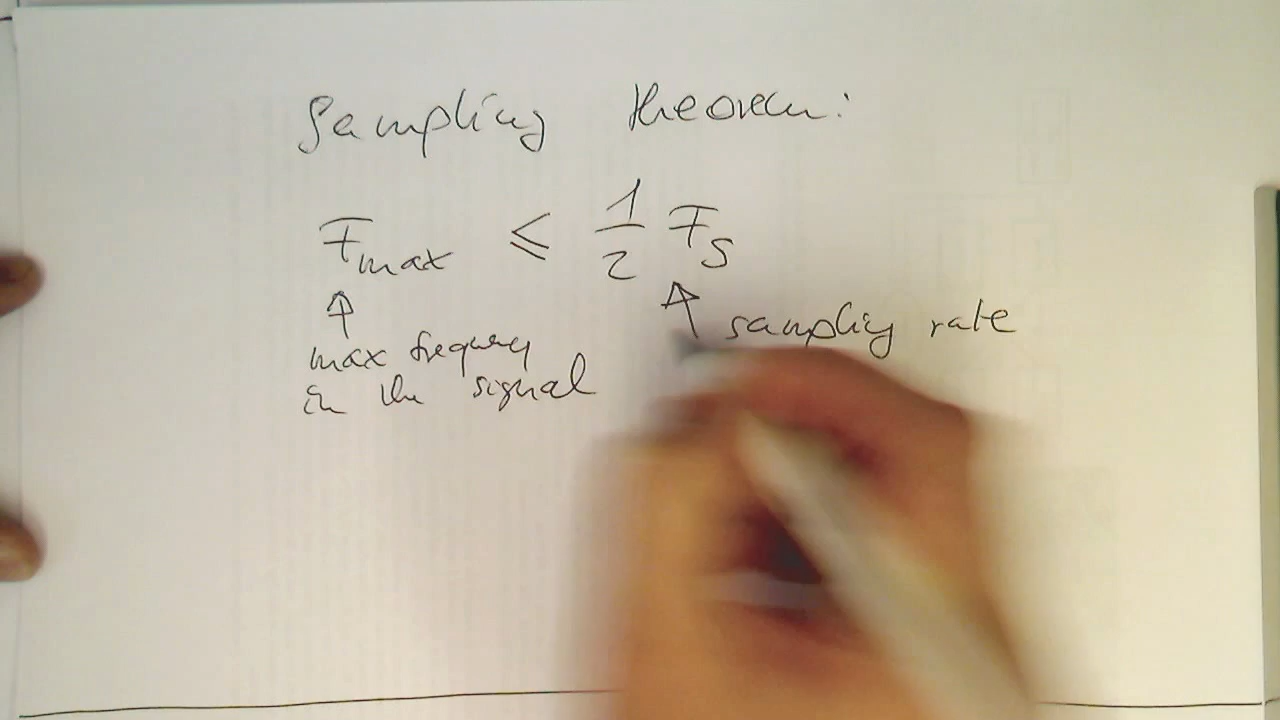 Sampling theorem:
Fmax ≤ 1/2 Fs
sampling rate
max frequency
in the signal